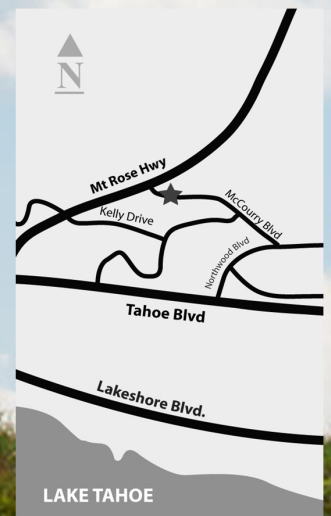 N
Mt Rose Hwy
McCourry Blvd
Kelly Drive
Northwood Blvd
Tahoe Blvd
Lakeshore Blvd.
LAKE TAHOE